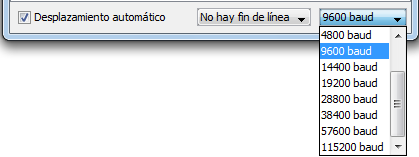 Desplazamiento automático No hay fin de línea 9600 baud
4800 baud
9600 baud
14400 baud
19200 baud
28800 baud
38400 baud
57600 baud
115200 baud